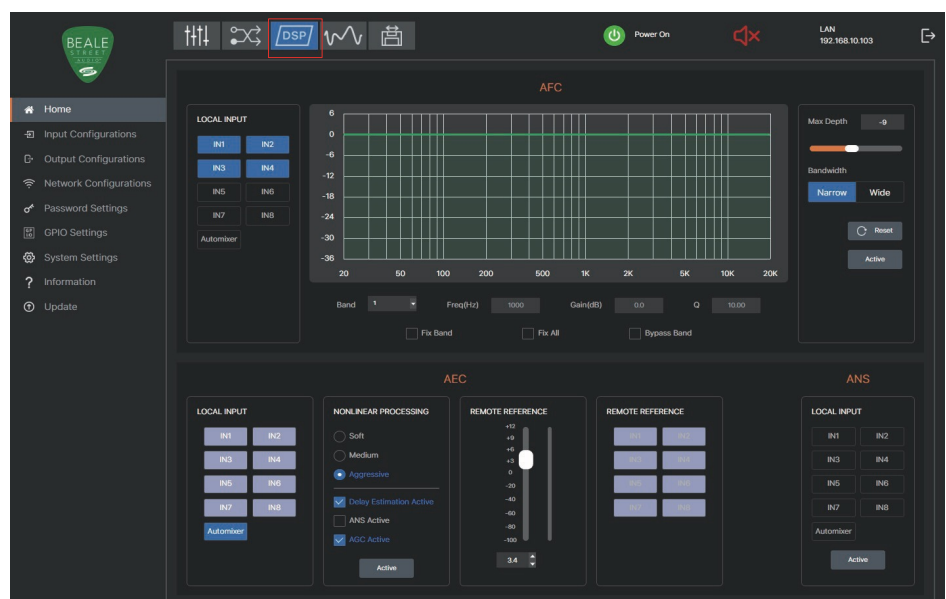 BEALE
STREET
AUDIO
DSP
Power On
LAN
192.168.10.103
Home
Input Configurations
Output Configurations
Network Configurations
Password Settings
GPIO Settings
System Settings
Information
Update
AFC
LOCAL INPUT
IN1 IN2
IN3 IN4
IN5 IN6
IN7 IN8
Automixer
6
0
-6
-12
-18
-24
-30
-36
20 50 100 200 500 1K 2K 5K 10K 20K
Band 1 Freq(Hz) 1000 Gain(dB) 0.0 Q 10.00
Fix Band Fix All Bypass Band
Max Depth -9
Bandwidth
Narrow Wide
Reset
Active
AEC
LOCAL INPUT
IN1 IN2
IN3 IN4
IN5 IN6
IN7 IN8
Automixer
NONLINEAR PROCESSING
Soft
Medium
Aggressive
Delay Estimation Active
ANS Active
AGC Active
Active
REMOTE REFERENCE
+12
+9
+6
+3
0
-20
-40
-60
-80
-100
3.4
REMOTE REFERENCE
IN1 IN2
IN3 IN4
IN5 IN6
IN7 IN8
ANS
LOCAL INPUT
IN1 IN2
IN3 IN4
IN5 IN6
IN7 IN8
Automixer
Active